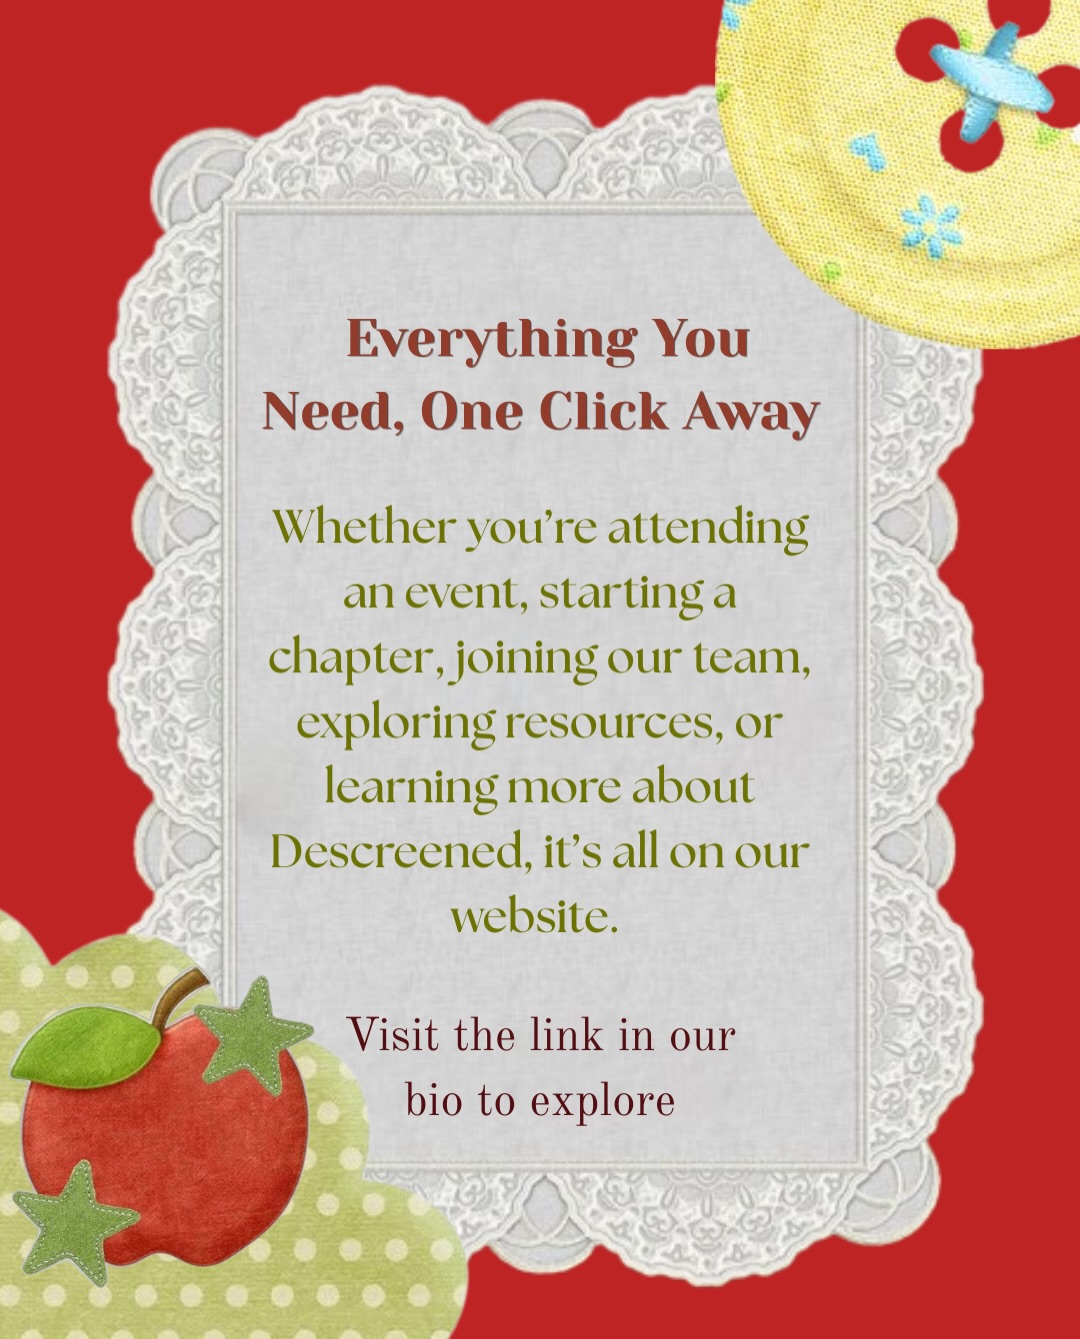 Everything You
Need, One Click Away
Whether you’re attending
an event, starting a
chapter, joining our team,
exploring resources, or
learning more about
Descreened, it’s all on our
website.
Visit the link in our
bio to explore